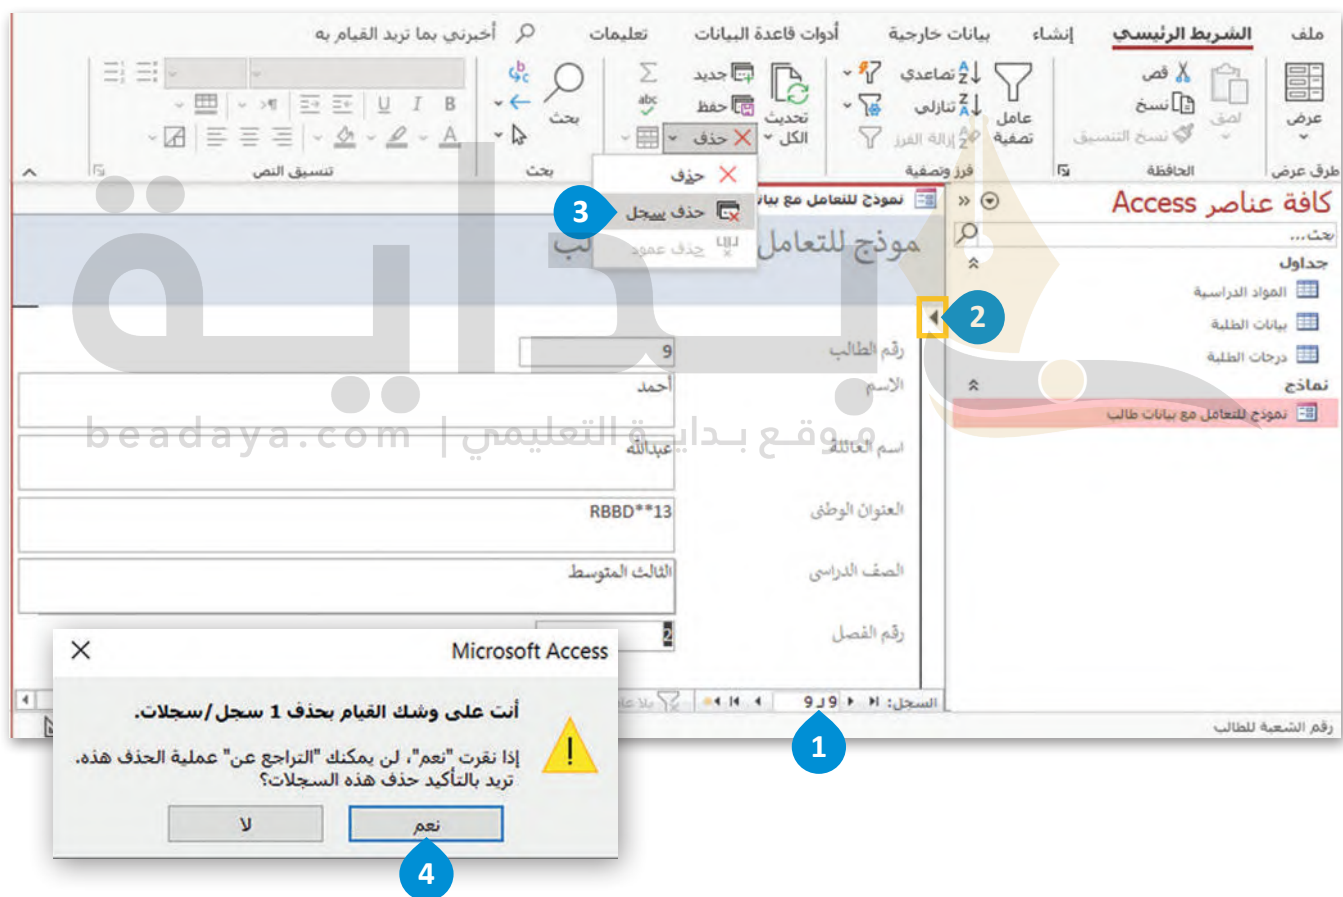 ملف الشريط الرئيسي إنشاء بيانات خارجية أدوات قاعدة البيانات تعليمات أخبرني بما تريد القيام به
عرض
طرق عرض
لصق
قص
نسخ
نسخ التنسيق
الحافظة
عامل
تصفية
تصاعدي
تنازلي
إزالة الفرز
فرز وتصفية
تحديث
الكل
جديد
حفظ
حذف
بحث
بحث
B I U
A
تنسيق النص
حذف
حذف سجل
حذف عمود
3
كافة عناصر Access
بحث...
جداول
المواد الدراسية
بيانات الطلبة
درجات الطلبة
نماذج
نموذج للتعامل مع بيانات طالب
نموذج للتعامل مع بيا
موذج للتعامل
لب
2
رقم الطالب 9
الاسم أحمد
اسم العائلة عبدالله
العنوان الوطني RBBD**13
الصف الدراسي الثالث المتوسط
رقم الفصل 2
بداية
موقع بداية التعليمي | beadaya.com
السجل: 9 لـ 9
1
رقم الشعبة للطالب
Microsoft Access
أنت على وشك القيام بحذف 1 سجل/سجلات.
إذا نقرت "نعم"، لن يمكنك "التراجع عن" عملية الحذف هذه.
تريد بالتأكيد حذف هذه السجلات؟
نعم لا
4